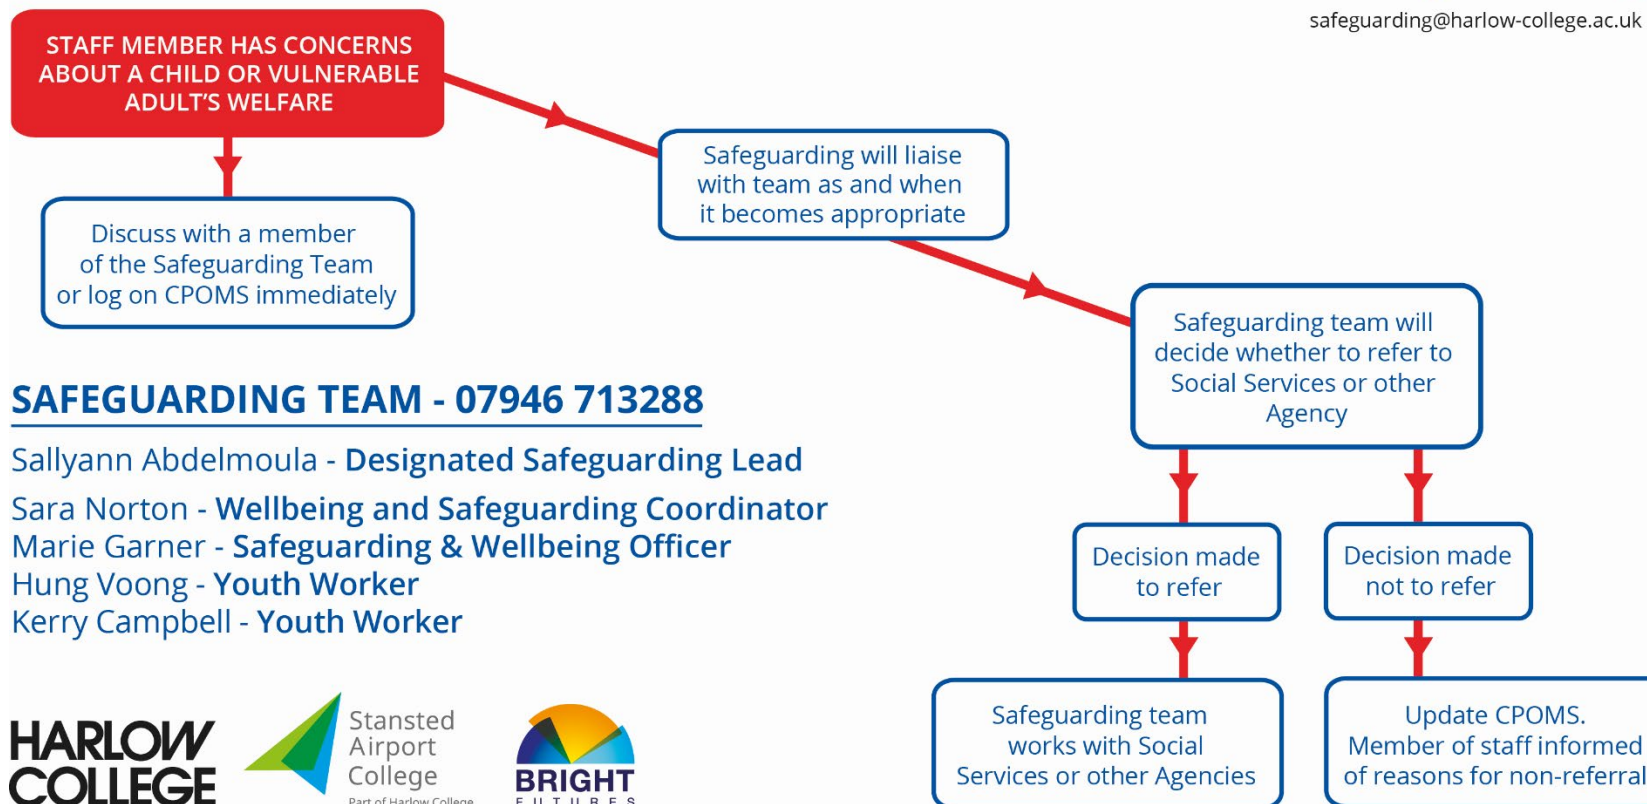 safeguarding@harlow-college.ac.uk
STAFF MEMBER HAS CONCERNS
ABOUT A CHILD OR VULNERABLE
ADULT'S WELFARE
Safeguarding will liaise
with team as and when
it becomes appropriate
Discuss with a member
of the Safeguarding Team
or log on CPOMS immediately
Safeguarding team will
decide whether to refer to
Social Services or other
Agency
SAFEGUARDING TEAM - 07946 713288
Sallyann Abdelmoula - Designated Safeguarding Lead
Sara Norton - Wellbeing and Safeguarding Coordinator
Marie Garner - Safeguarding & Wellbeing Officer
Hung Voong - Youth Worker
Kerry Campbell - Youth Worker
Decision made
to refer
Decision made
not to refer
Safeguarding team
works with Social
Services or other Agencies
Update CPOMS.
Member of staff informed
of reasons for non-referral
HARLOW
COLLEGE
Stansted
Airport
College
Part of Harlow College
BRIGHT
FUTURES